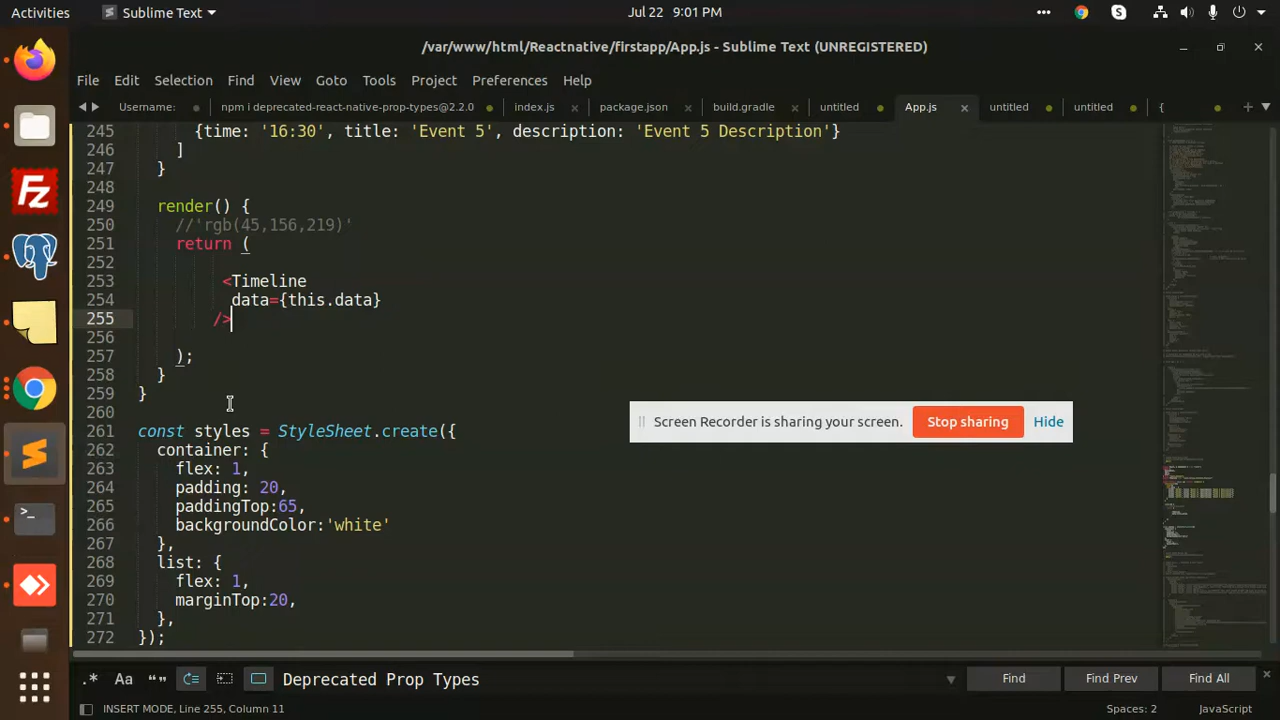 Activities
Sublime Text
Jul 22 9:01 PM
/var/www/html/Reactnative/firstapp/App.js - Sublime Text (UNREGISTERED)
File Edit Selection Find View Goto Tools Project Preferences Help
Username: npm i deprecated-react-native-prop-types@2.2.0 index.js package.json build.gradle untitled App.js untitled untitled {
245 {time: '16:30', title: 'Event 5', description: 'Event 5 Description'}
246 ]
247 }
248
249 render() {
250 //'rgb(45,156,219)'
251 return (
252
253 <Timeline
254 data={this.data}
255 />
256
257 );
258 }
259 }
260
261 const styles = StyleSheet.create({
262 container: {
263 flex: 1,
264 padding: 20,
265 paddingTop:65,
266 backgroundColor:'white'
267 },
268 list: {
269 flex: 1,
270 marginTop:20,
271 },
272 });
Screen Recorder is sharing your screen. Stop sharing Hide
.* Aa Deprecated Prop Types Find Find Prev Find All
INSERT MODE, Line 255, Column 11 Spaces: 2 JavaScript